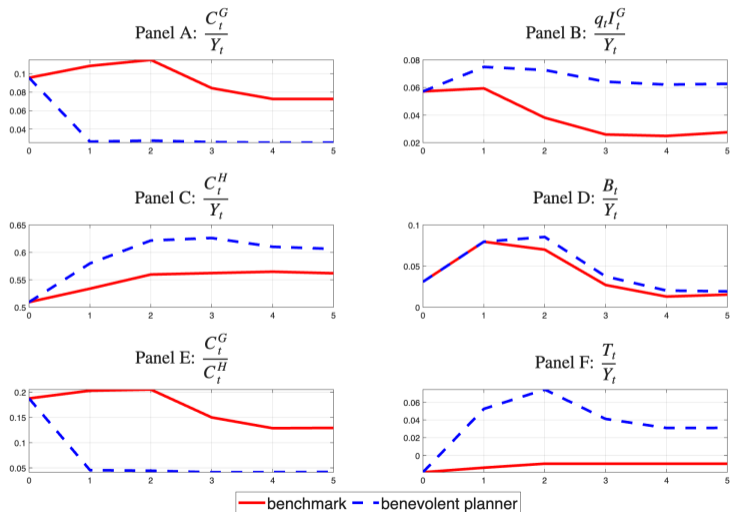 Panel A: C_t^G / Y_t
0.1
0.08
0.06
0.04
0 1 2 3 4 5
Panel B: q_t I_t^G / Y_t
0.08
0.06
0.04
0.02
0 1 2 3 4 5
Panel C: C_t^H / Y_t
0.65
0.6
0.55
0.5
0 1 2 3 4 5
Panel D: B_t / Y_t
0.1
0.05
0
0 1 2 3 4 5
Panel E: C_t^G / C_t^H
0.2
0.15
0.1
0.05
0 1 2 3 4 5
Panel F: T_t / Y_t
0.06
0.04
0.02
0
0 1 2 3 4 5
benchmark benevolent planner